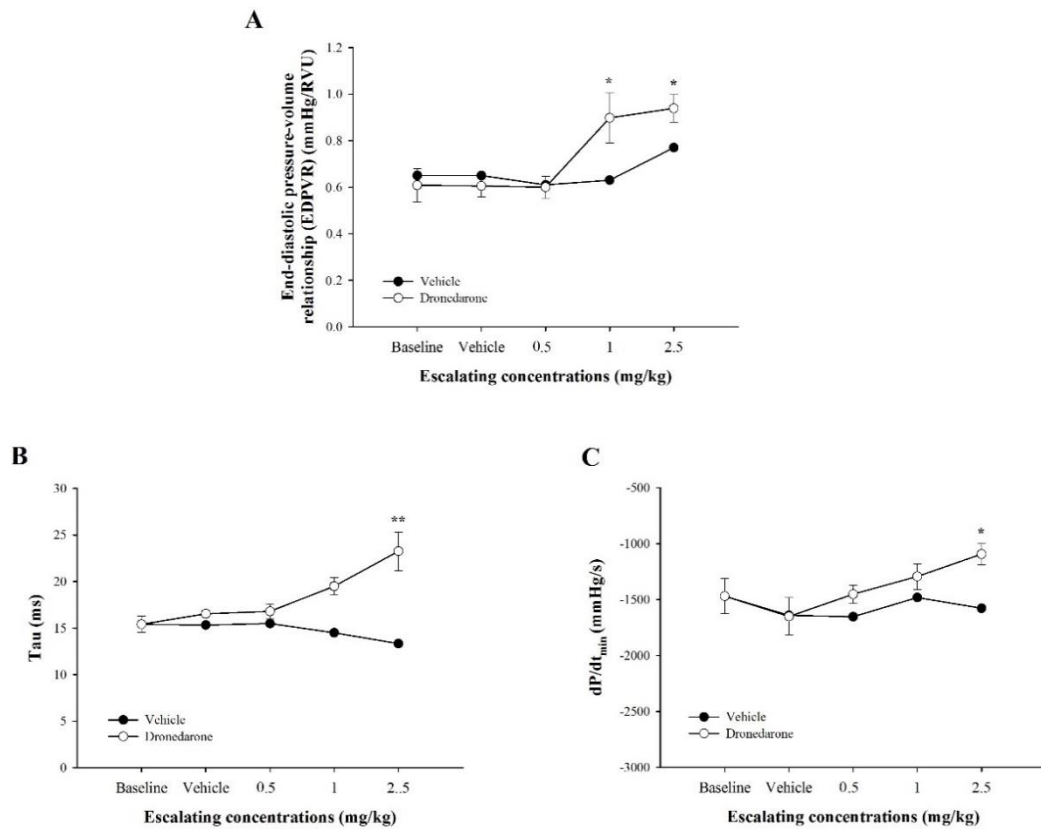 A
End-diastolic pressure-volume
relationship (EDPVR) (mmHg/RVU)
1.2
1.0
0.8
0.6
0.4
0.2
0.0
*
*
Vehicle
Dronedarone
Baseline Vehicle 0.5 1 2.5
Escalating concentrations (mg/kg)
B
Tau (ms)
30
25
20
15
10
5
0
**
Vehicle
Dronedarone
Baseline Vehicle 0.5 1 2.5
Escalating concentrations (mg/kg)
C
dP/dtmin (mmHg/s)
-500
-1000
-1500
-2000
-2500
-3000
*
Vehicle
Dronedarone
Baseline Vehicle 0.5 1 2.5
Escalating concentrations (mg/kg)